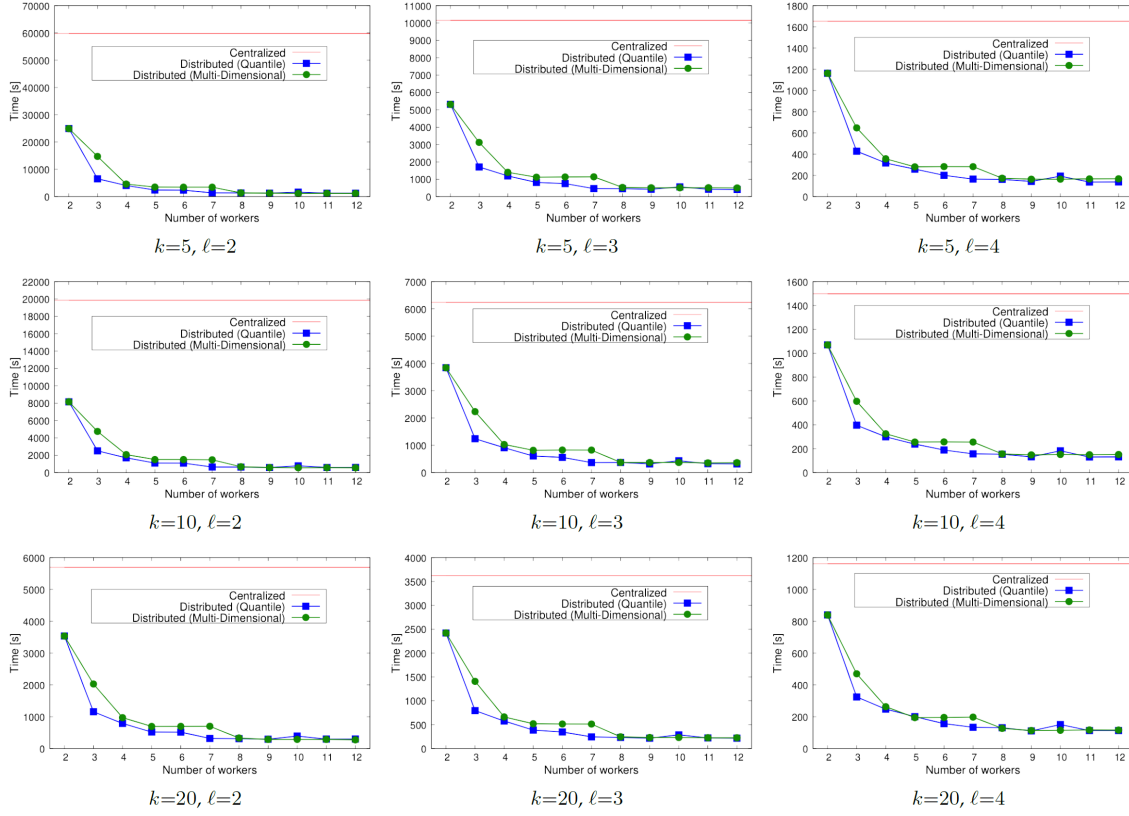 70000
60000
50000
40000
30000
20000
10000
0
Time [s]
Centralized
Distributed (Quantile)
Distributed (Multi-Dimensional)
2 3 4 5 6 7 8 9 10 11 12
Number of workers
k=5, ℓ=2
11000
10000
9000
8000
7000
6000
5000
4000
3000
2000
1000
0
Time [s]
Centralized
Distributed (Quantile)
Distributed (Multi-Dimensional)
2 3 4 5 6 7 8 9 10 11 12
Number of workers
k=5, ℓ=3
1800
1600
1400
1200
1000
800
600
400
200
0
Time [s]
Centralized
Distributed (Quantile)
Distributed (Multi-Dimensional)
2 3 4 5 6 7 8 9 10 11 12
Number of workers
k=5, ℓ=4
22000
20000
18000
16000
14000
12000
10000
8000
6000
4000
2000
0
Time [s]
Centralized
Distributed (Quantile)
Distributed (Multi-Dimensional)
2 3 4 5 6 7 8 9 10 11 12
Number of workers
k=10, ℓ=2
7000
6000
5000
4000
3000
2000
1000
0
Time [s]
Centralized
Distributed (Quantile)
Distributed (Multi-Dimensional)
2 3 4 5 6 7 8 9 10 11 12
Number of workers
k=10, ℓ=3
1600
1400
1200
1000
800
600
400
200
0
Time [s]
Centralized
Distributed (Quantile)
Distributed (Multi-Dimensional)
2 3 4 5 6 7 8 9 10 11 12
Number of workers
k=10, ℓ=4
6000
5000
4000
3000
2000
1000
0
Time [s]
Centralized
Distributed (Quantile)
Distributed (Multi-Dimensional)
2 3 4 5 6 7 8 9 10 11 12
Number of workers
k=20, ℓ=2
4000
3500
3000
2500
2000
1500
1000
500
0
Time [s]
Centralized
Distributed (Quantile)
Distributed (Multi-Dimensional)
2 3 4 5 6 7 8 9 10 11 12
Number of workers
k=20, ℓ=3
1200
1000
800
600
400
200
0
Time [s]
Centralized
Distributed (Quantile)
Distributed (Multi-Dimensional)
2 3 4 5 6 7 8 9 10 11 12
Number of workers
k=20, ℓ=4